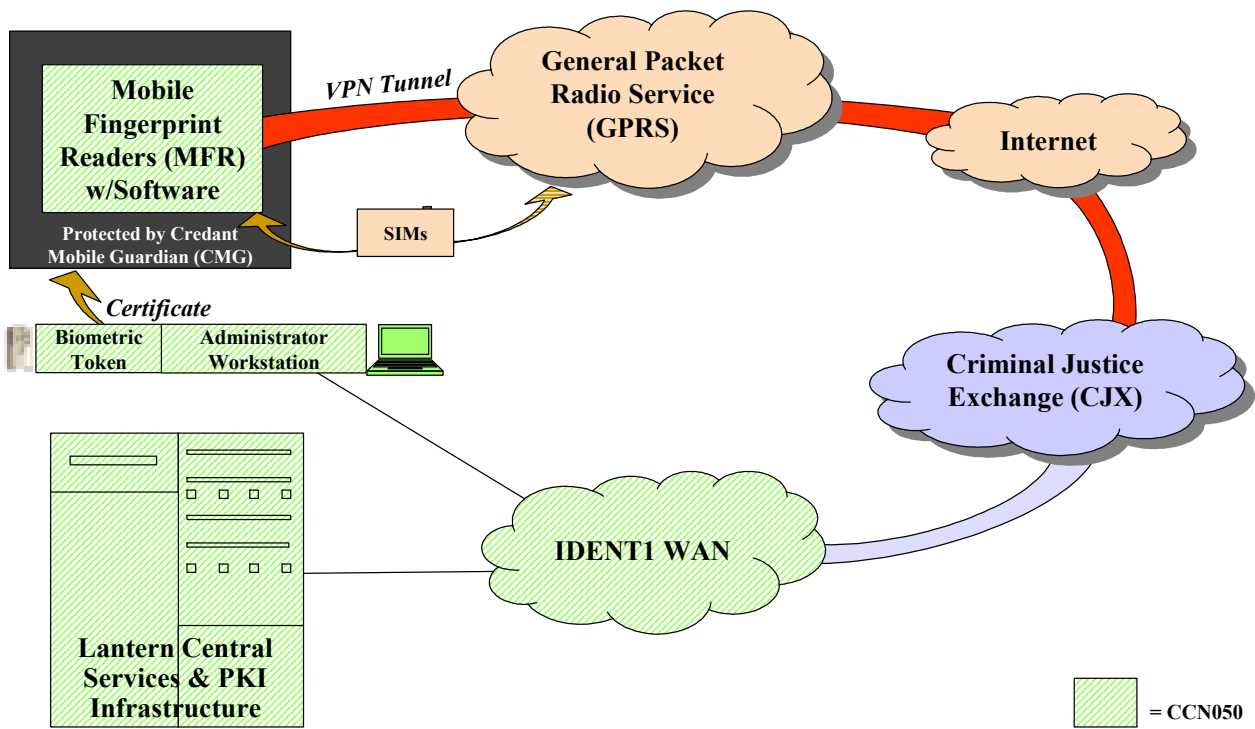 Mobile
Fingerprint
Readers (MFR)
w/Software
Protected by Credant
Mobile Guardian (CMG)
VPN Tunnel
General Packet
Radio Service
(GPRS)
Internet
SIMs
Certificate
Biometric
Token
Administrator
Workstation
Criminal Justice
Exchange (CJX)
IDENT1 WAN
Lantern Central
Services & PKI
Infrastructure
= CCN050